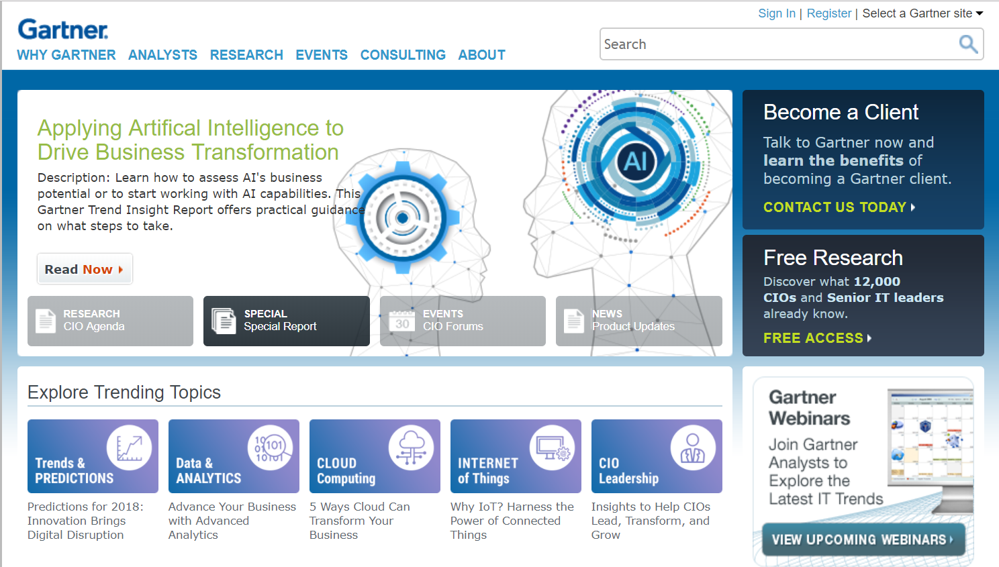 Sign In | Register | Select a Gartner site
Gartner.
Search
WHY GARTNER ANALYSTS RESEARCH EVENTS CONSULTING ABOUT
Applying Artifical Intelligence to
Drive Business Transformation
Description: Learn how to assess AI's business
potential or to start working with AI capabilities. This
Gartner Trend Insight Report offers practical guidance
on what steps to take.
Read Now
AI
RESEARCH
CIO Agenda
SPECIAL
Special Report
30
EVENTS
CIO Forums
NEWS
Product Updates
Become a Client
Talk to Gartner now and
learn the benefits of
becoming a Gartner client.
CONTACT US TODAY
Free Research
Discover what 12,000
CIOs and Senior IT leaders
already know.
FREE ACCESS
Explore Trending Topics
Trends &
PREDICTIONS
Predictions for 2018:
Innovation Brings
Digital Disruption
Data &
ANALYTICS
Advance Your Business
with Advanced
Analytics
CLOUD
Computing
5 Ways Cloud Can
Transform Your
Business
INTERNET
of Things
Why IoT? Harness the
Power of Connected
Things
CIO
Leadership
Insights to Help CIOs
Lead, Transform, and
Grow
Gartner
Webinars
Join Gartner
Analysts to
Explore the
Latest IT Trends
VIEW UPCOMING WEBINARS